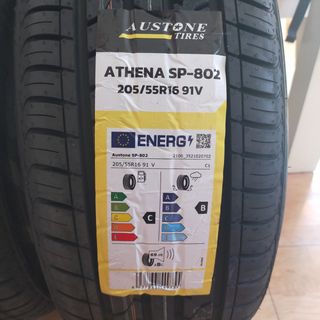 AUSTONE
TIRES
ATHENA SP-802
205/55R16 91V
ENERG
Austone SP-802
205/55R16 91 V
C1
A
B
C
D
E
C
A
B
C
D
E
B